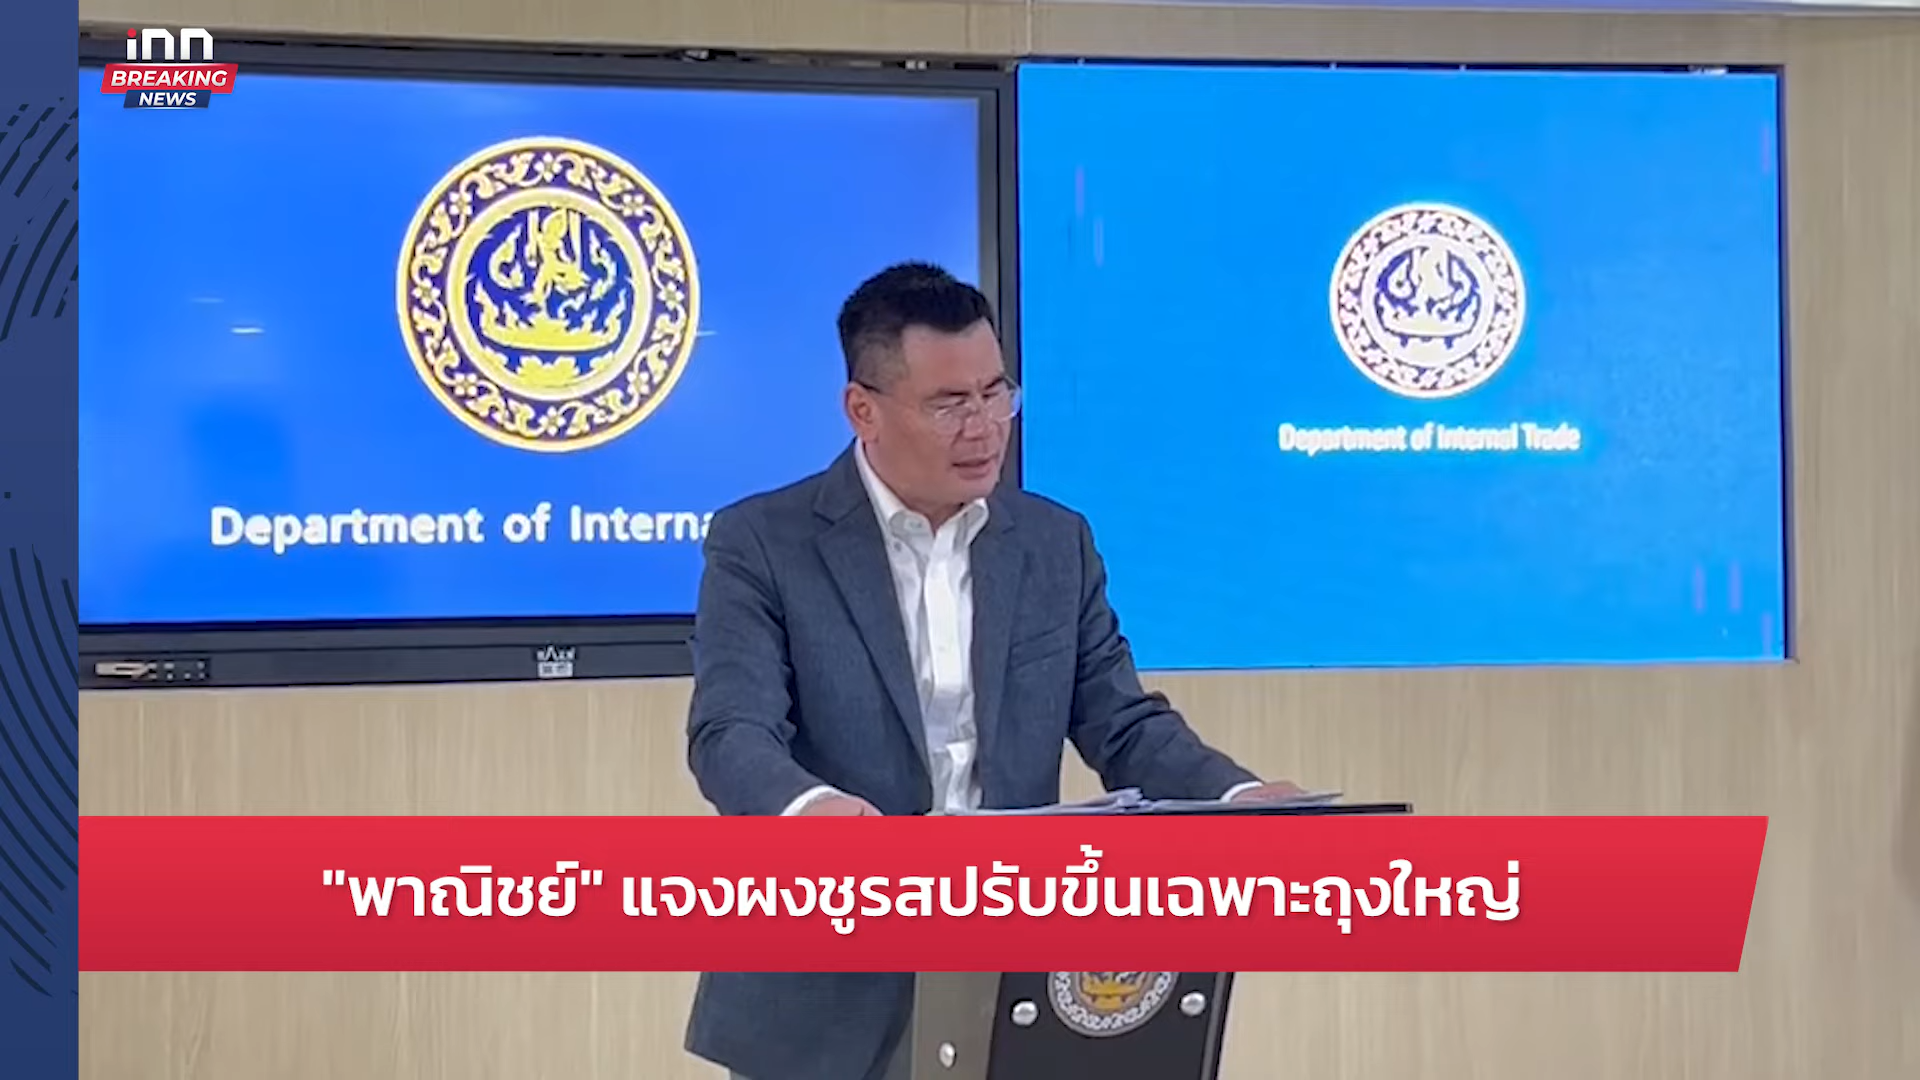 inn
BREAKING
NEWS
Department of Interna
Department of Internal Trade
"พาณิชย์" แจงผงชูรสปรับขึ้นเฉพาะถุงใหญ่